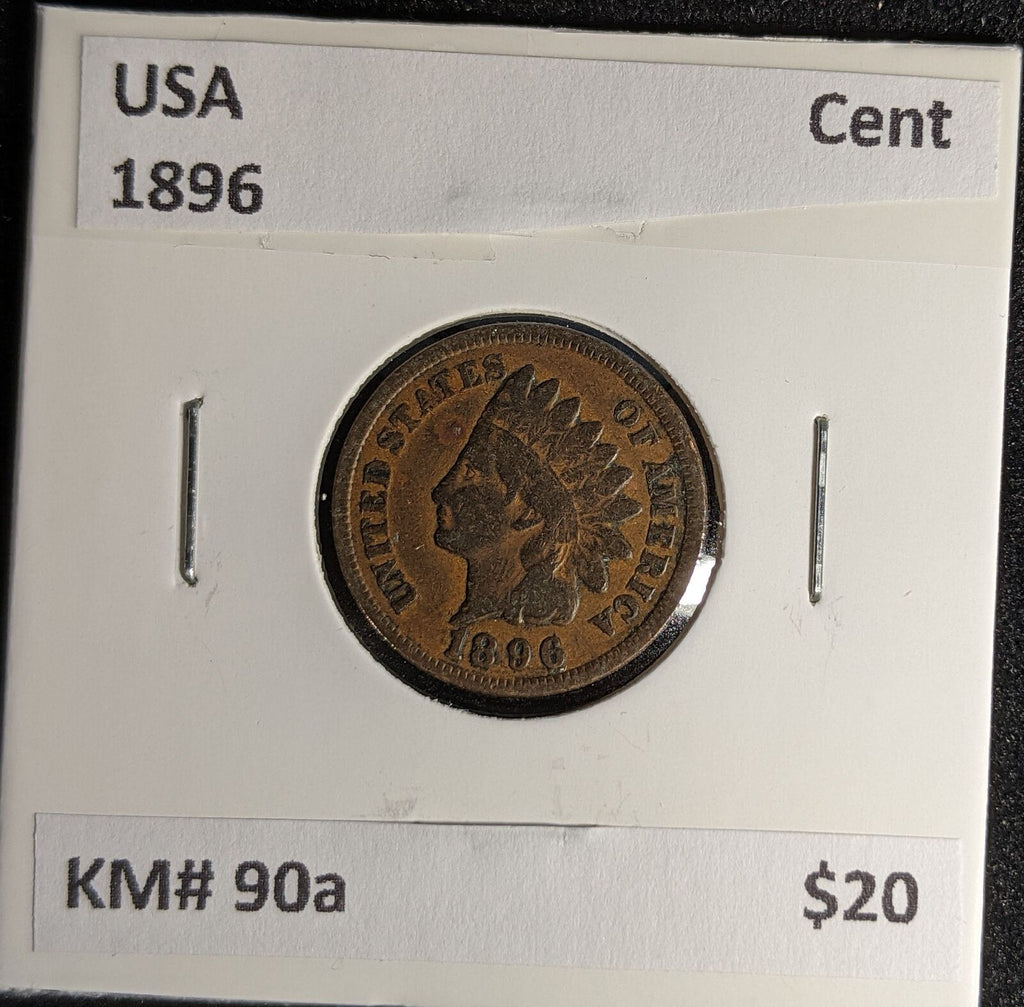 USA Cent
1896
UNITED STATES OF AMERICA
1896
KM# 90a $20